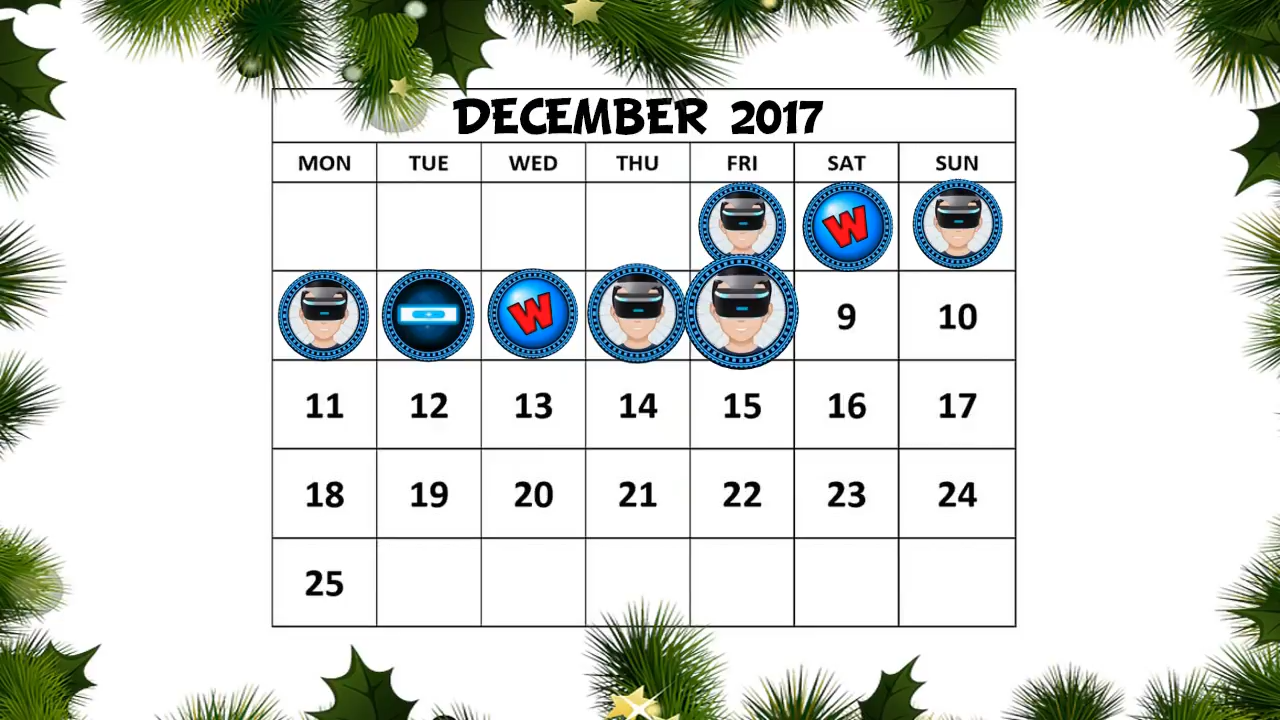 DECEMBER 2017
MON TUE WED THU FRI SAT SUN
W
W 9 10
11 12 13 14 15 16 17
18 19 20 21 22 23 24
25